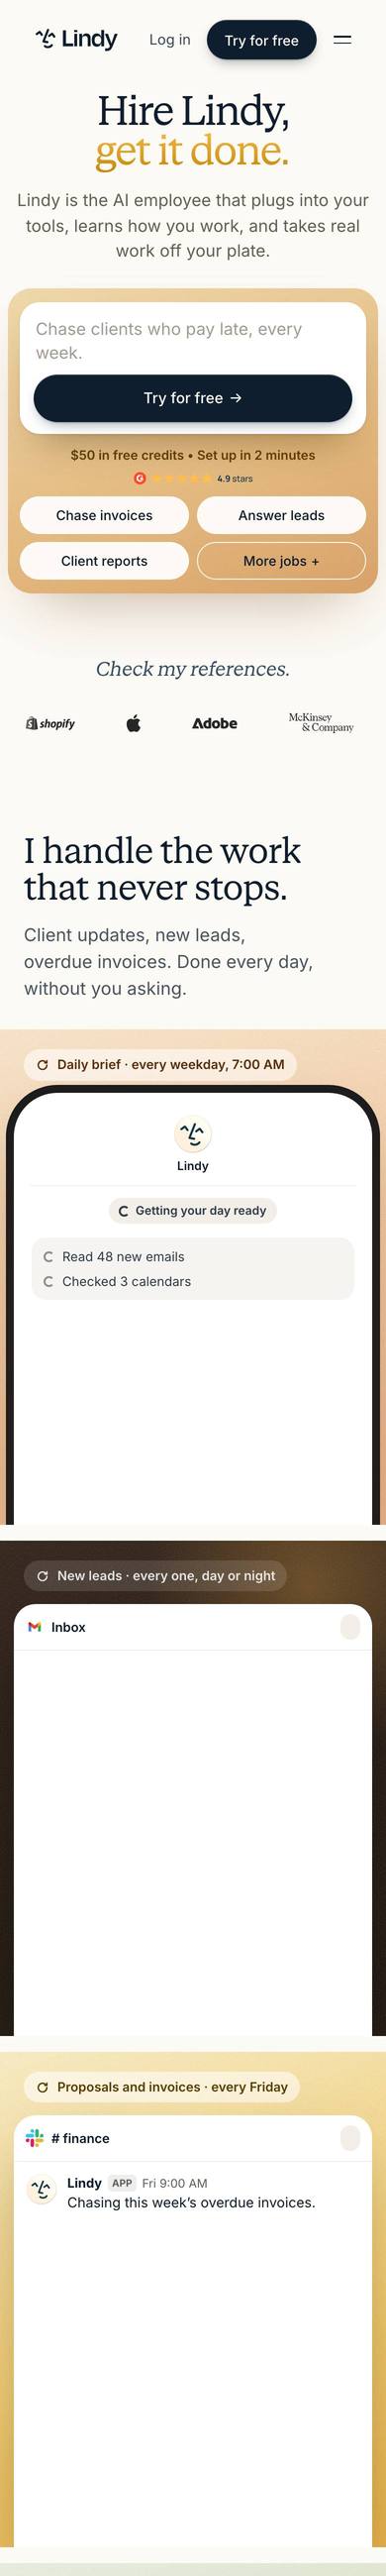 Lindy
Log in
Try for free
Hire Lindy,
get it done.
Lindy is the AI employee that plugs into your
tools, learns how you work, and takes real
work off your plate.
Chase clients who pay late, every
week.
Try for free →
$50 in free credits • Set up in 2 minutes
4.9 stars
Chase invoices
Answer leads
Client reports
More jobs +
Check my references.
shopify
Adobe
McKinsey
& Company
I handle the work
that never stops.
Client updates, new leads,
overdue invoices. Done every day,
without you asking.
Daily brief · every weekday, 7:00 AM
Lindy
Getting your day ready
Read 48 new emails
Checked 3 calendars
New leads · every one, day or night
Inbox
Proposals and invoices · every Friday
# finance
Lindy APP Fri 9:00 AM
Chasing this week’s overdue invoices.